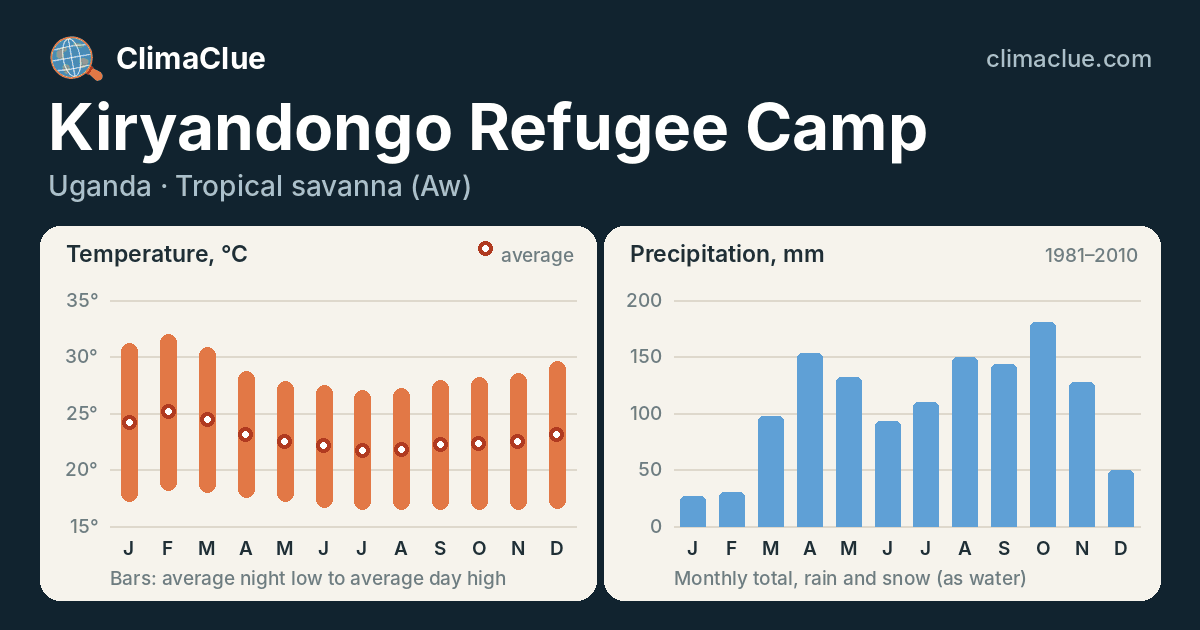 ClimaClue
climaclue.com
Kiryandongo Refugee Camp
Uganda · Tropical savanna (Aw)
Temperature, °C
average
35°
30°
25°
20°
15°
J F M A M J J A S O N D
Bars: average night low to average day high
Precipitation, mm
1981–2010
200
150
100
50
0
J F M A M J J A S O N D
Monthly total, rain and snow (as water)